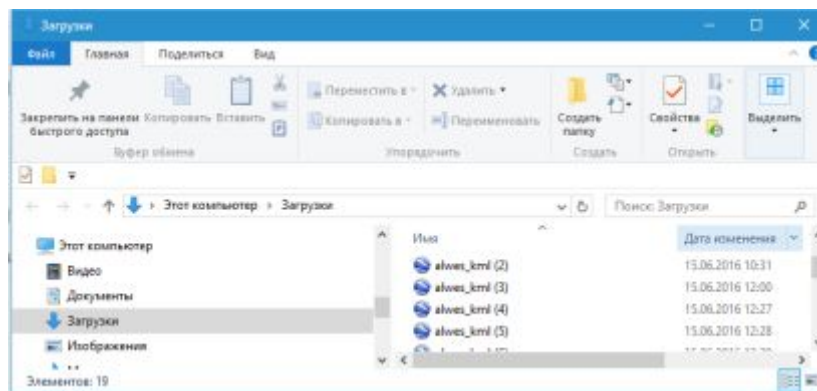 Загрузки
Файл Главная Поделиться Вид
Закрепить на панели быстрого доступа
Копировать
Вставить
Переместить в
Копировать в
Удалить
Переименовать
Создать папку
Свойства
Выделить
Буфер обмена
Упорядочить
Создать
Открыть
Этот компьютер Загрузки
Поиск: Загрузки
Этот компьютер
Видео
Документы
Загрузки
Изображения
Имя Дата изменения
alwes_kml (2) 15.06.2016 10:31
alwes_kml (3) 15.06.2016 12:00
alwes_kml (4) 15.06.2016 12:27
alwes_kml (5) 15.06.2016 12:28
Элементов: 19